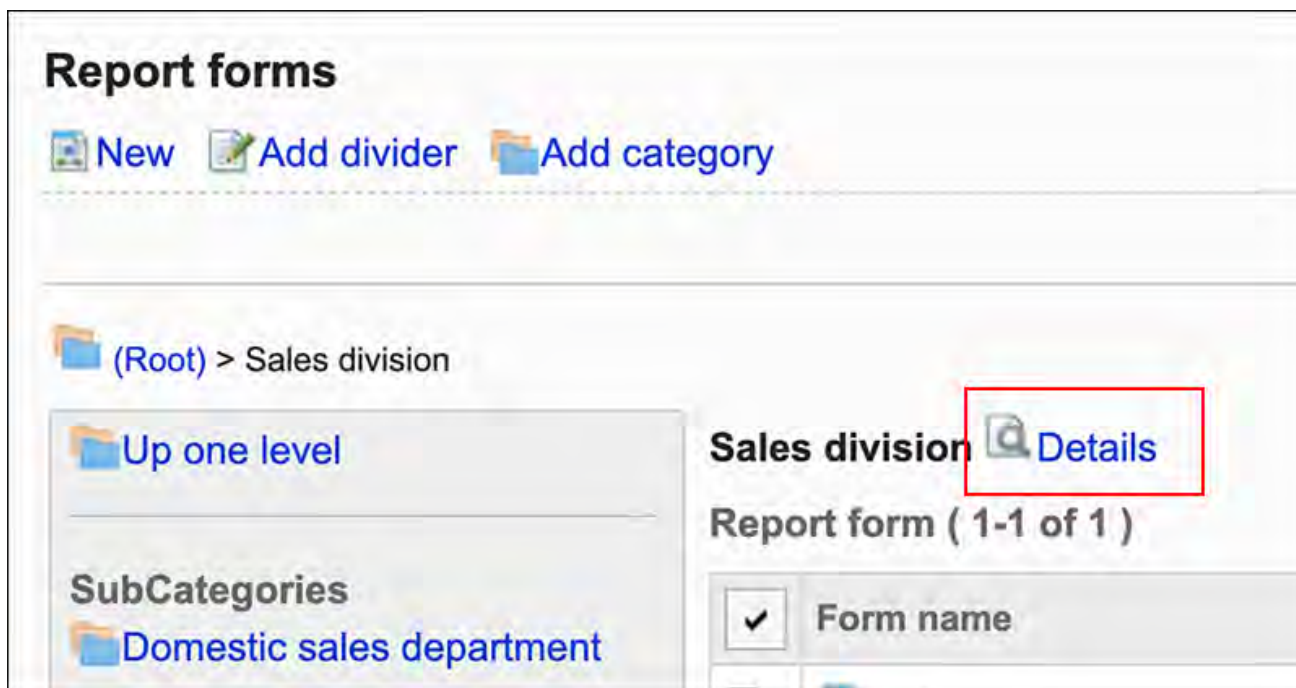 Report forms
New Add divider Add category
(Root) > Sales division
Up one level
SubCategories
Domestic sales department
Sales division Details
Report form ( 1-1 of 1 )
Form name